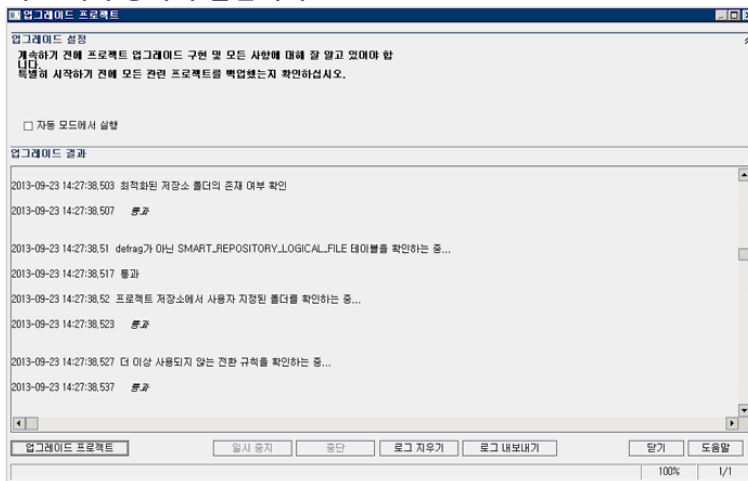 업그레이드 프로젝트
업그레이드 설정
계속하기 전에 프로젝트 업그레이드 구현 및 모든 사항에 대해 잘 알고 있어야 합
니다.
특별히 시작하기 전에 모든 관련 프로젝트를 백업했는지 확인하십시오.
자동 모드에서 실행
업그레이드 결과
2013-09-23 14:27:38,503 최적화된 저장소 폴더의 존재 여부 확인
2013-09-23 14:27:38,507 통과
2013-09-23 14:27:38,51 defrag가 아닌 SMART_REPOSITORY_LOGICAL_FILE 테이블을 확인하는 중...
2013-09-23 14:27:38,517 통과
2013-09-23 14:27:38,52 프로젝트 저장소에서 사용자 지정된 폴더를 확인하는 중...
2013-09-23 14:27:38,523 통과
2013-09-23 14:27:38,527 더 이상 사용되지 않는 전환 규칙을 확인하는 중...
2013-09-23 14:27:38,537 통과
업그레이드 프로젝트 일시 중지 중단 로그 지우기 로그 내보내기 닫기 도움말
100% 1/1